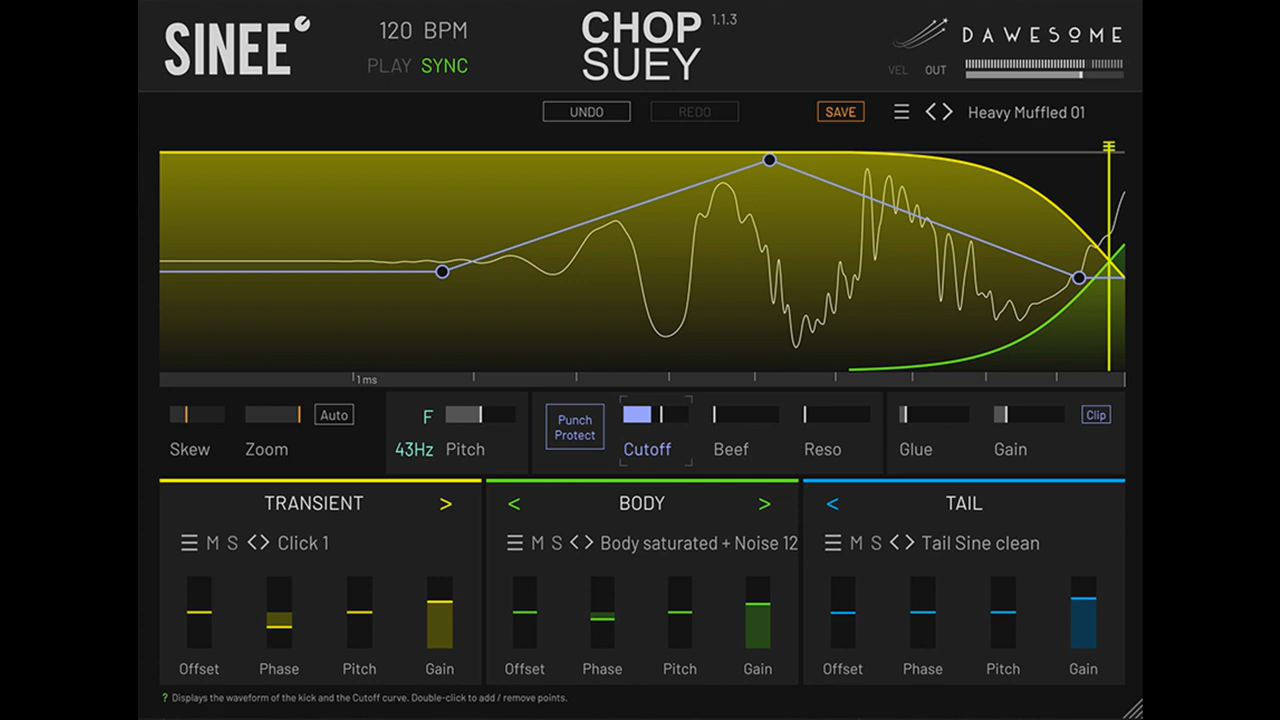 SINEE
120 BPM
PLAY SYNC
CHOP
SUEY
1.1.3
DAWESOME
VEL OUT
UNDO REDO SAVE Heavy Muffled 01
1 ms
Skew Zoom Auto
F
43Hz Pitch
Punch
Protect
Cutoff Beef Reso
Glue Gain Clip
TRANSIENT >
M S <> Click 1
Offset Phase Pitch Gain
< BODY >
M S <> Body saturated + Noise 12
Offset Phase Pitch Gain
< TAIL
M S <> Tail Sine clean
Offset Phase Pitch Gain
? Displays the waveform of the kick and the Cutoff curve. Double-click to add / remove points.